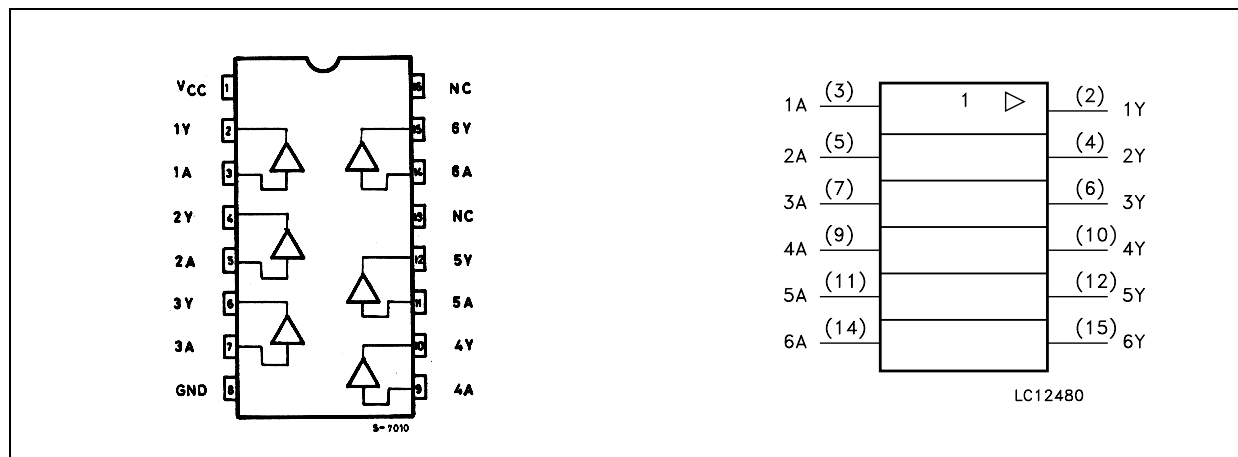 VCC 1 16 NC
1Y 2 15 6Y
1A 3 14 6A
2Y 4 13 NC
2A 5 12 5Y
3Y 6 11 5A
3A 7 10 4Y
GND 8 9 4A
S-7010
1
1A (3) (2) 1Y
2A (5) (4) 2Y
3A (7) (6) 3Y
4A (9) (10) 4Y
5A (11) (12) 5Y
6A (14) (15) 6Y
LC12480